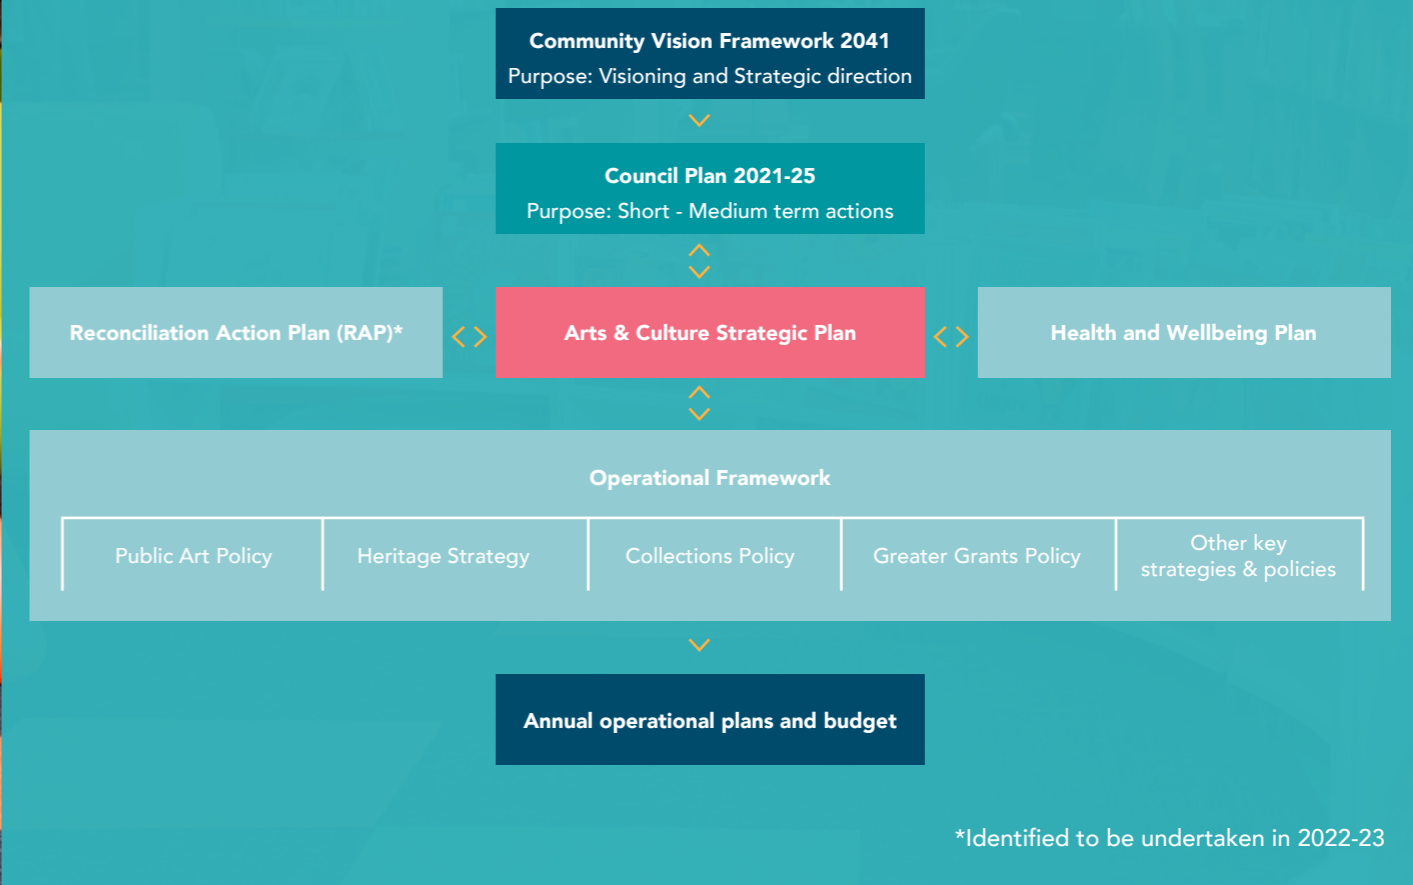 Community Vision Framework 2041
Purpose: Visioning and Strategic direction
Council Plan 2021-25
Purpose: Short - Medium term actions
Reconciliation Action Plan (RAP)*
Arts & Culture Strategic Plan
Health and Wellbeing Plan
Operational Framework
Public Art Policy
Heritage Strategy
Collections Policy
Greater Grants Policy
Other key
strategies & policies
Annual operational plans and budget
*Identified to be undertaken in 2022-23